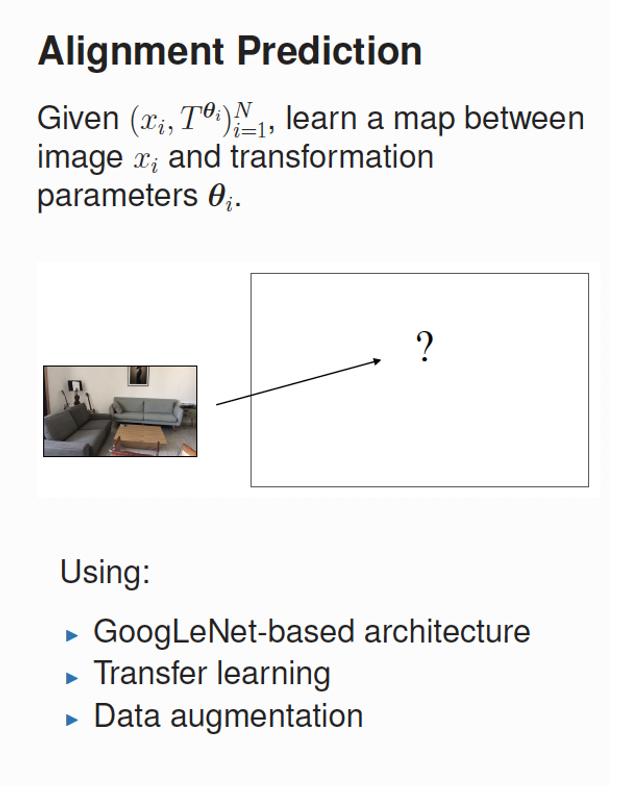 Alignment Prediction
Given $(x_i, T^{\boldsymbol{\theta}_i})_{i=1}^{N}$, learn a map between
image $x_i$ and transformation
parameters $\boldsymbol{\theta}_i$.
?
Using:
▶ GoogLeNet-based architecture
▶ Transfer learning
▶ Data augmentation